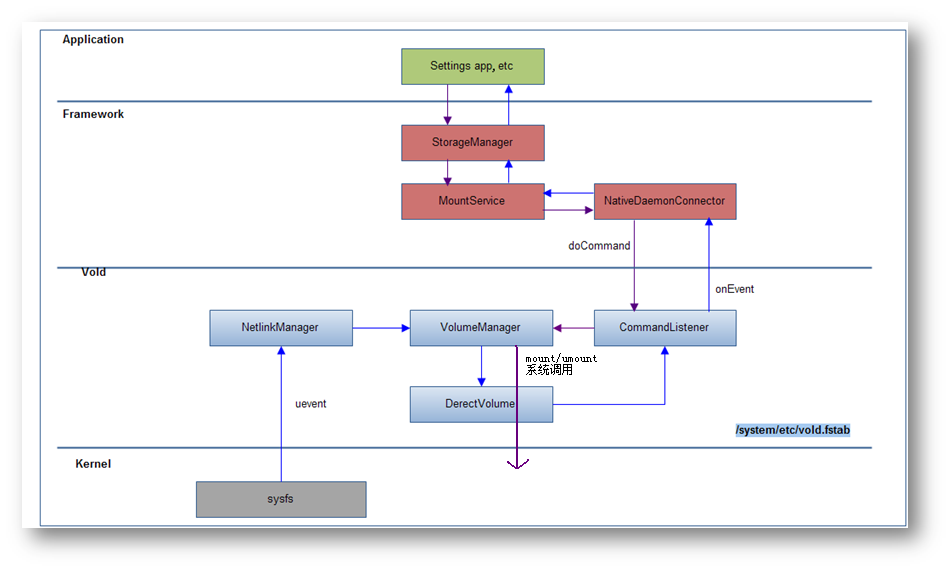 Application
Settings app, etc
Framework
StorageManager
MountService
NativeDaemonConnector
doCommand
Vold
onEvent
NetlinkManager
VolumeManager
CommandListener
mount/umount
系统调用
uevent
DerectVolume
/system/etc/vold.fstab
Kernel
sysfs